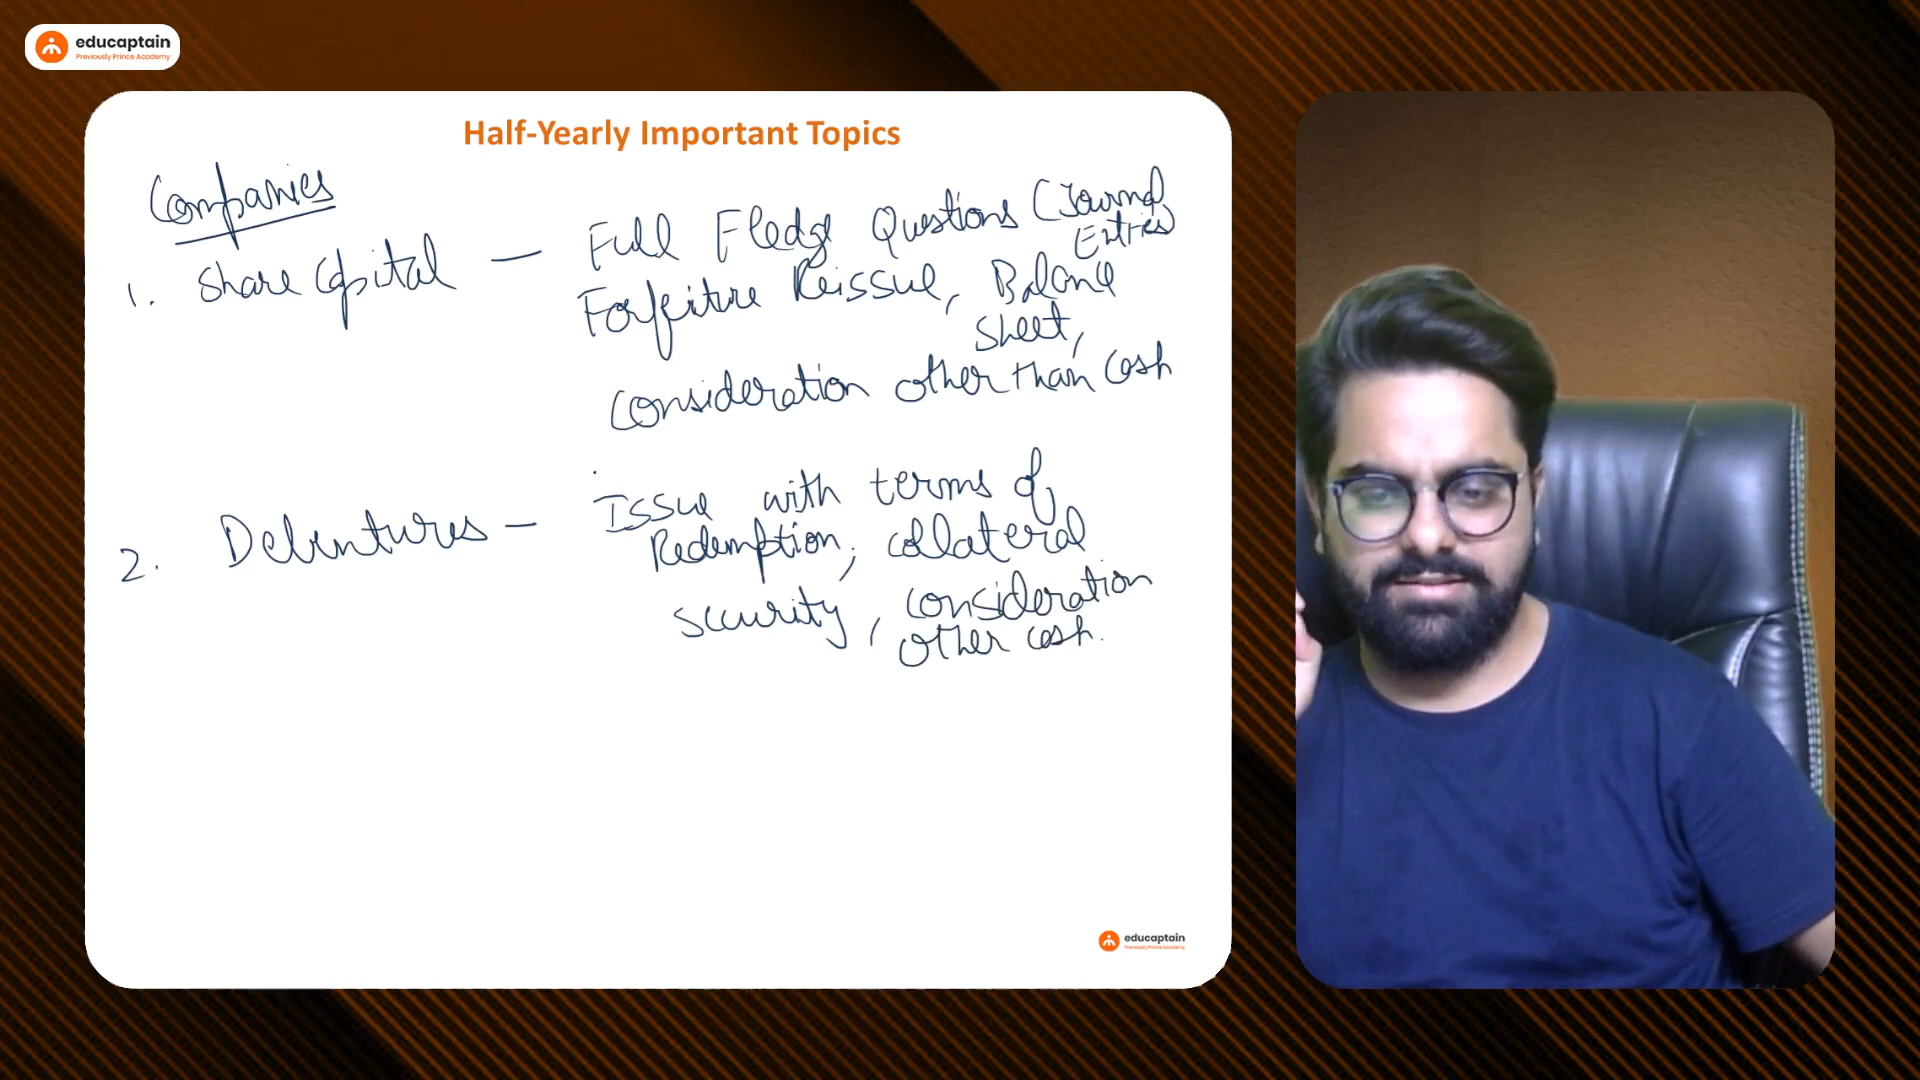 educaptain
Previously Prince Academy
Half-Yearly Important Topics
Companies
1. Share Capital — Full Fledge Questions (Journal
Entries
Forfeiture Reissue, Balance
Sheet,
Consideration other than Cash
2. Debentures — Issue with terms of
Redemption, collateral
security, consideration
other cash.
educaptain
Previously Prince Academy